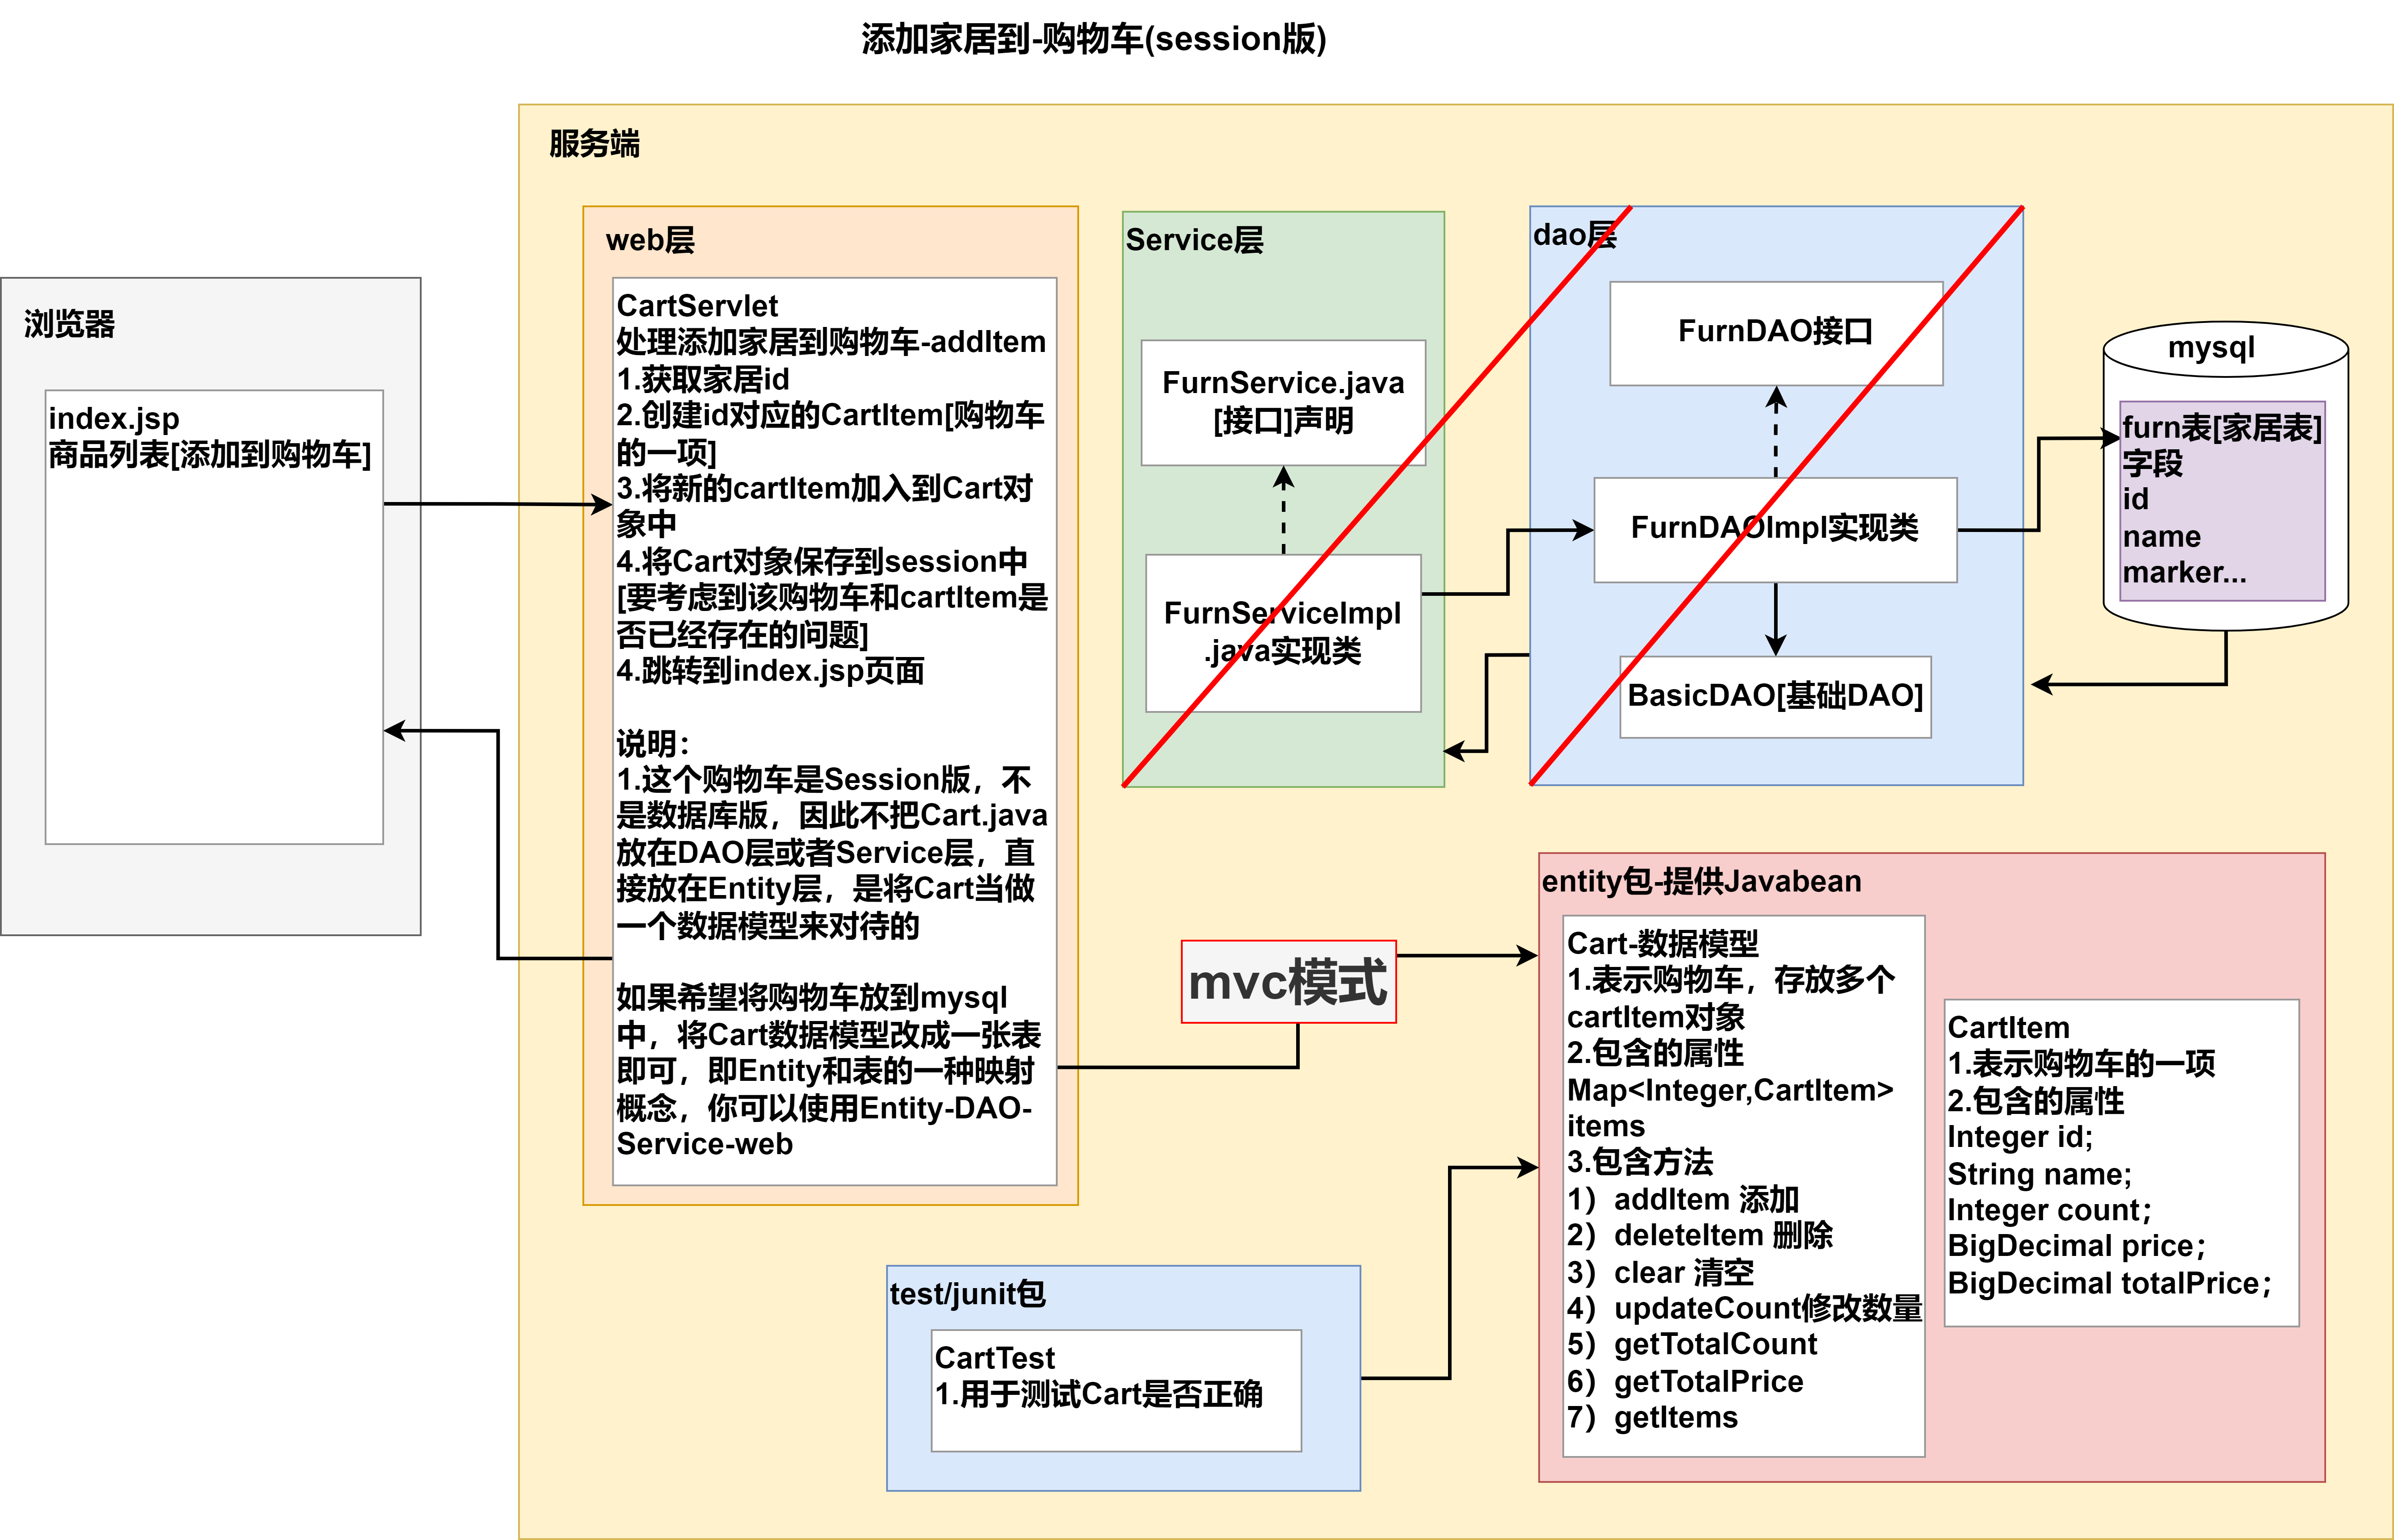 添加家居到-购物车(session版)
服务端
浏览器
index.jsp
商品列表[添加到购物车]
web层
CartServlet
处理添加家居到购物车-addItem
1.获取家居id
2.创建id对应的CartItem[购物车
的一项]
3.将新的cartItem加入到Cart对
象中
4.将Cart对象保存到session中
[要考虑到该购物车和cartItem是
否已经存在的问题]
4.跳转到index.jsp页面
说明：
1.这个购物车是Session版，不
是数据库版，因此不把Cart.java
放在DAO层或者Service层，直
接放在Entity层，是将Cart当做
一个数据模型来对待的
如果希望将购物车放到mysql
中，将Cart数据模型改成一张表
即可，即Entity和表的一种映射
概念，你可以使用Entity-DAO-
Service-web
Service层
FurnService.java
[接口]声明
FurnServiceImpl
.java实现类
dao层
FurnDAO接口
FurnDAOImpl实现类
BasicDAO[基础DAO]
mysql
furn表[家居表]
字段
id
name
marker...
mvc模式
entity包-提供Javabean
Cart-数据模型
1.表示购物车，存放多个
cartItem对象
2.包含的属性
Map<Integer,CartItem>
items
3.包含方法
1）addItem 添加
2）deleteItem 删除
3）clear 清空
4）updateCount修改数量
5）getTotalCount
6）getTotalPrice
7）getItems
CartItem
1.表示购物车的一项
2.包含的属性
Integer id;
String name;
Integer count；
BigDecimal price；
BigDecimal totalPrice；
test/junit包
CartTest
1.用于测试Cart是否正确